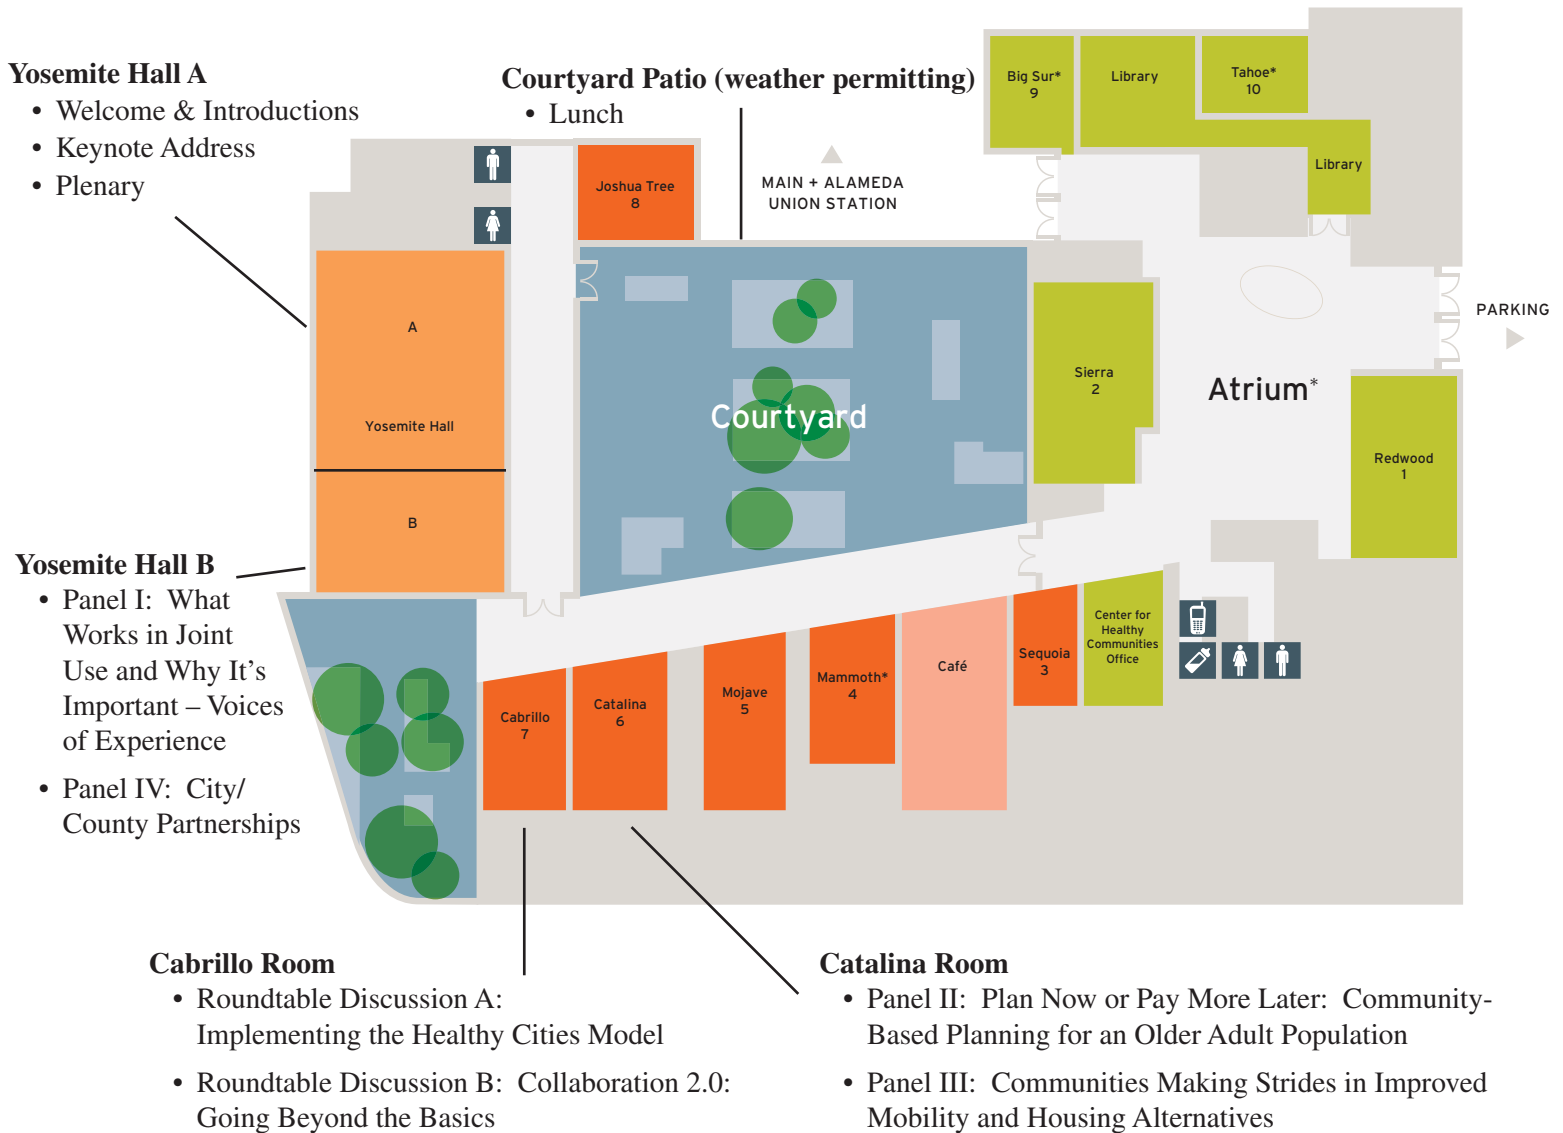 Yosemite Hall A
• Welcome & Introductions
• Keynote Address
• Plenary
Courtyard Patio (weather permitting)
• Lunch
MAIN + ALAMEDA
UNION STATION
Big Sur*
9
Library
Tahoe*
10
Library
Joshua Tree
8
A
Yosemite Hall
B
Courtyard
Sierra
2
Atrium*
PARKING
Redwood
1
Yosemite Hall B
• Panel I: What
Works in Joint
Use and Why It's
Important – Voices
of Experience
• Panel IV: City/
County Partnerships
Cabrillo
7
Catalina
6
Mojave
5
Mammoth*
4
Café
Sequoia
3
Center for
Healthy
Communities
Office
Cabrillo Room
• Roundtable Discussion A:
Implementing the Healthy Cities Model
• Roundtable Discussion B: Collaboration 2.0:
Going Beyond the Basics
Catalina Room
• Panel II: Plan Now or Pay More Later: Community-
Based Planning for an Older Adult Population
• Panel III: Communities Making Strides in Improved
Mobility and Housing Alternatives